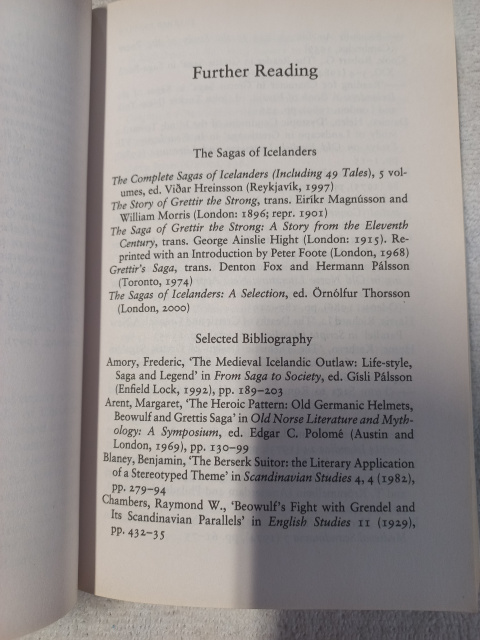 Further Reading
The Sagas of Icelanders
The Complete Sagas of Icelanders (Including 49 Tales), 5 vol-
umes, ed. Viðar Hreinsson (Reykjavík, 1997)
The Story of Grettir the Strong, trans. Eiríkr Magnússon and
William Morris (London: 1896; repr. 1901)
The Saga of Grettir the Strong: A Story from the Eleventh
Century, trans. George Ainslie Hight (London: 1915). Re-
printed with an Introduction by Peter Foote (London, 1968)
Grettir's Saga, trans. Denton Fox and Hermann Pálsson
(Toronto, 1974)
The Sagas of Icelanders: A Selection, ed. Örnólfur Thorsson
(London, 2000)
Selected Bibliography
Amory, Frederic, 'The Medieval Icelandic Outlaw: Life-style,
Saga and Legend' in From Saga to Society, ed. Gisli Pálsson
(Enfield Lock, 1992), pp. 189–203
Arent, Margaret, 'The Heroic Pattern: Old Germanic Helmets,
Beowulf and Grettis Saga' in Old Norse Literature and Myth-
ology: A Symposium, ed. Edgar C. Polomé (Austin and
London, 1969), pp. 130–99
Blaney, Benjamin, 'The Berserk Suitor: the Literary Application
of a Stereotyped Theme' in Scandinavian Studies 4, 4 (1982),
pp. 279–94
Chambers, Raymond W., 'Beowulf's Fight with Grendel and
Its Scandinavian Parallels' in English Studies 11 (1929),
pp. 432–35